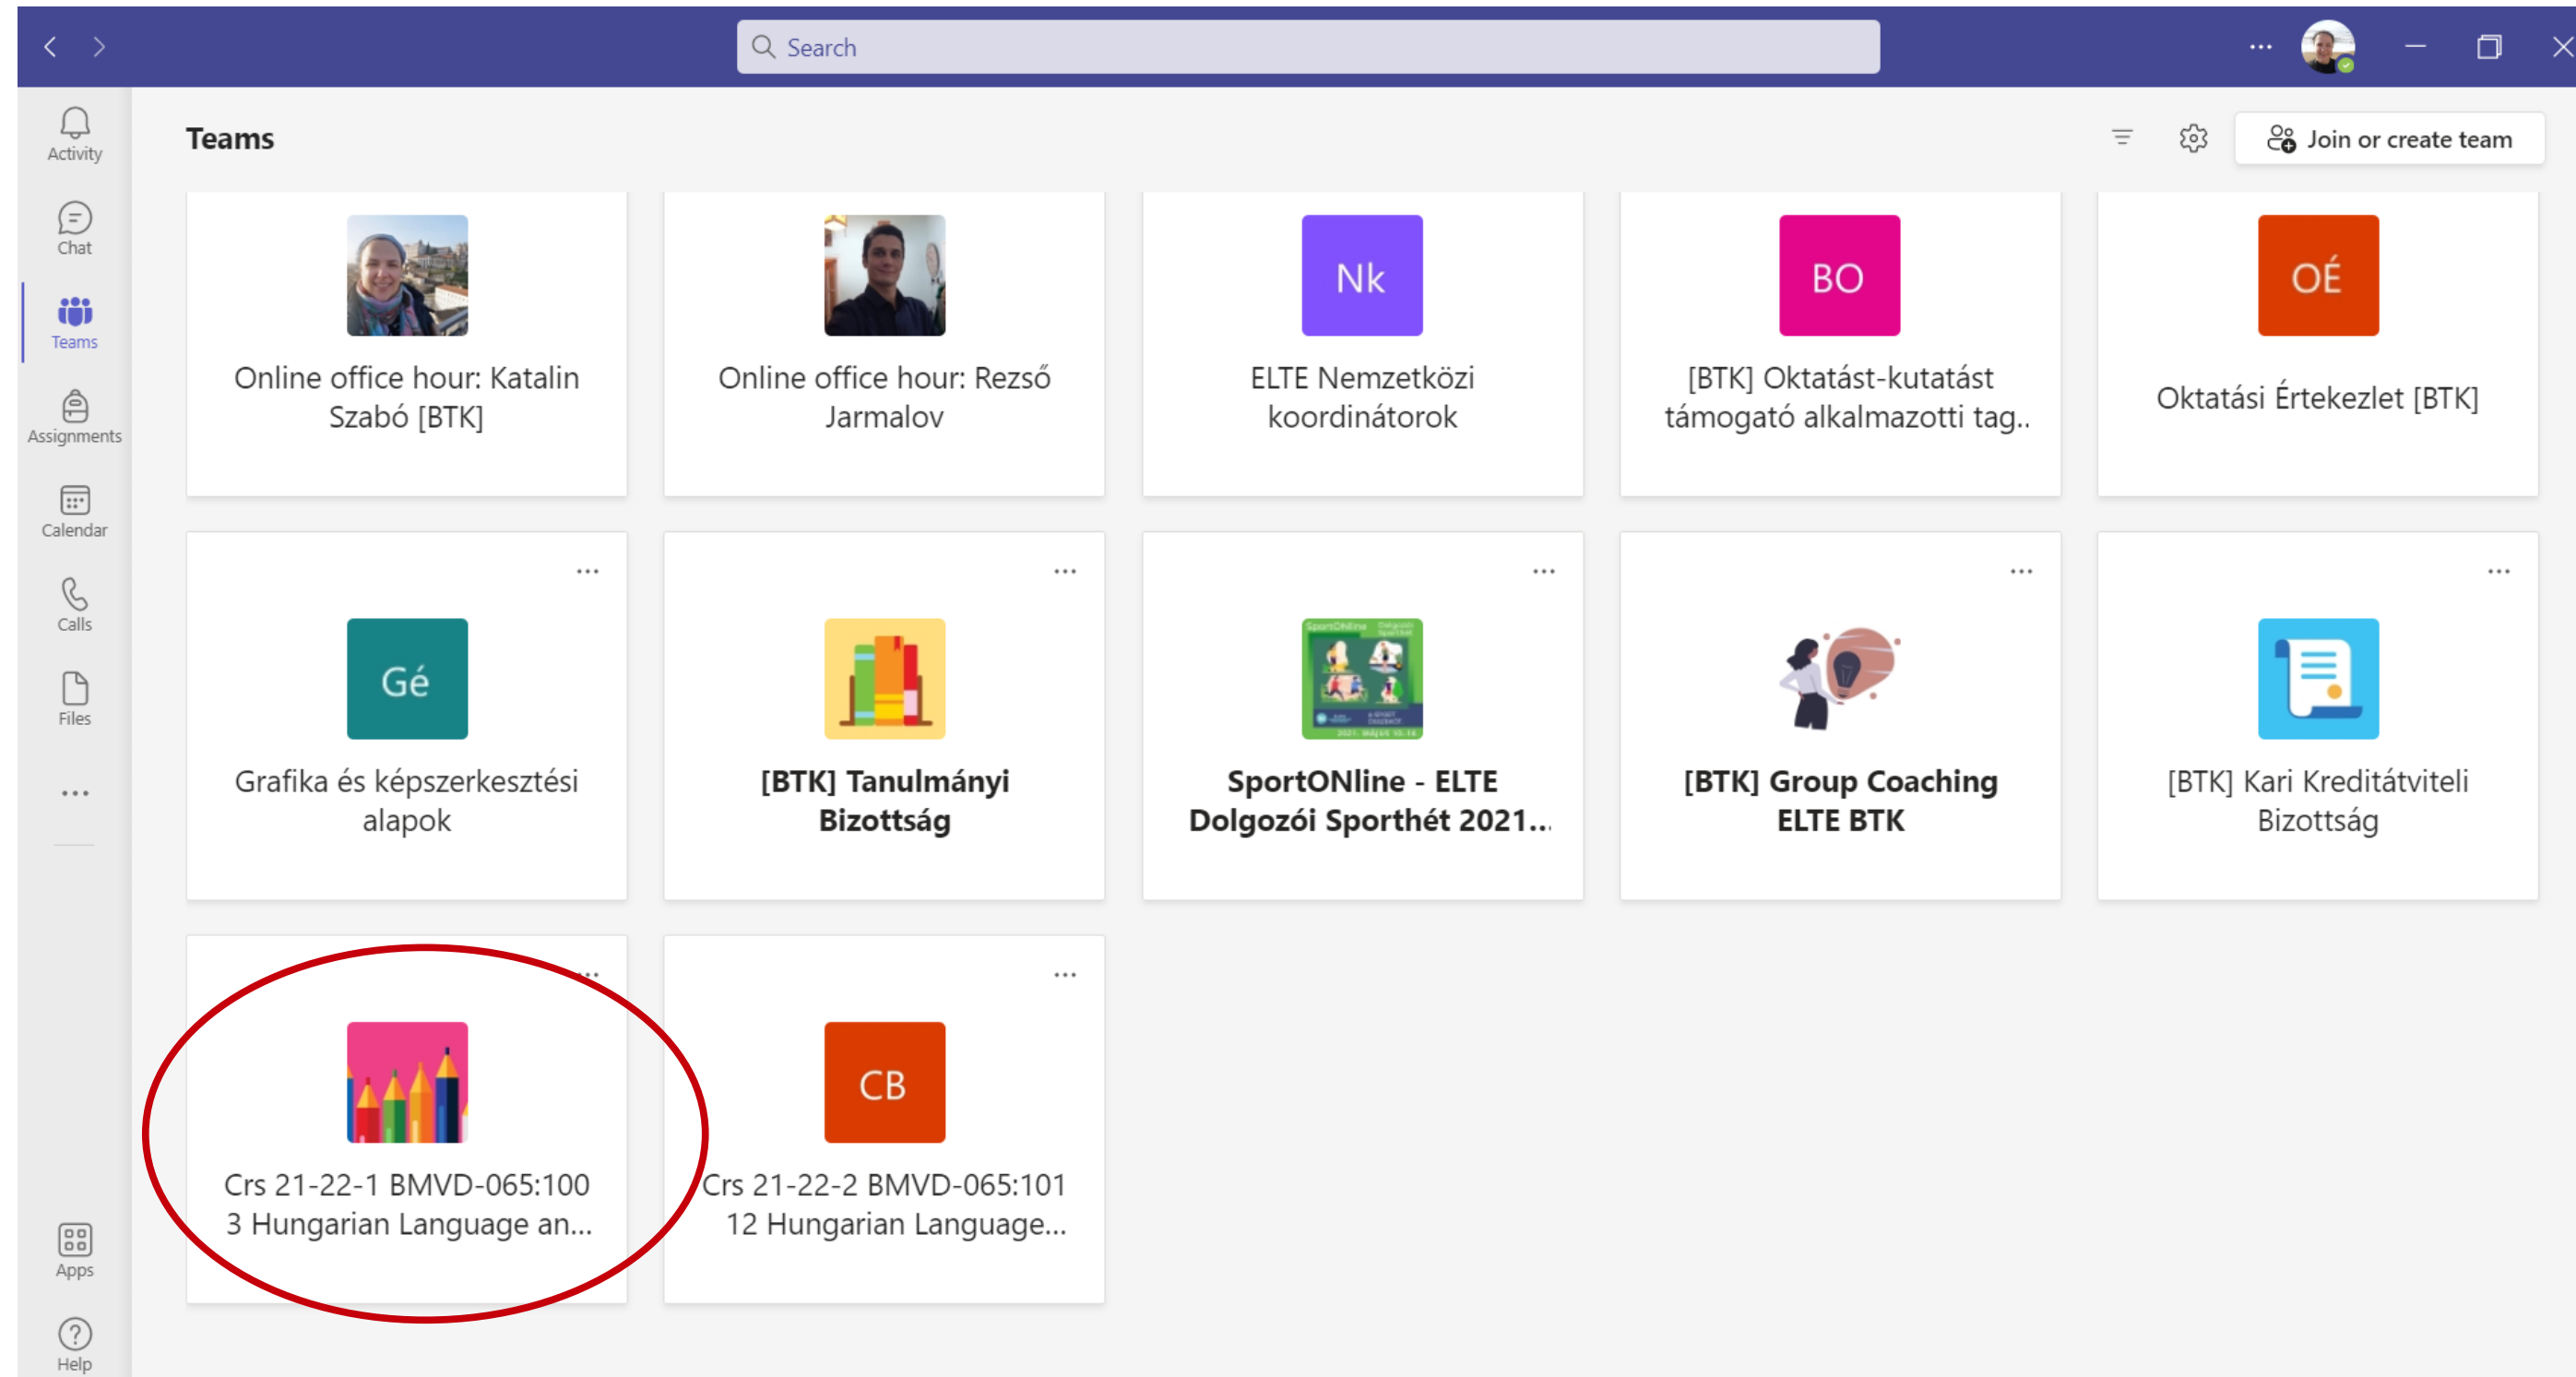 Search
Activity
Chat
Teams
Assignments
Calendar
Calls
Files
Apps
Help
Teams
Join or create team
Online office hour: Katalin
Szabó [BTK]
Online office hour: Rezső
Jarmalov
Nk
ELTE Nemzetközi
koordinátorok
BO
[BTK] Oktatást-kutatást
támogató alkalmazotti tag..
OÉ
Oktatási Értekezlet [BTK]
Gé
Grafika és képszerkesztési
alapok
[BTK] Tanulmányi
Bizottság
SportONline Dolgozói
Sporthét
SportONline - ELTE
Dolgozói Sporthét 2021...
[BTK] Group Coaching
ELTE BTK
[BTK] Kari Kreditátviteli
Bizottság
Crs 21-22-1 BMVD-065:100
3 Hungarian Language an...
CB
Crs 21-22-2 BMVD-065:101
12 Hungarian Language...